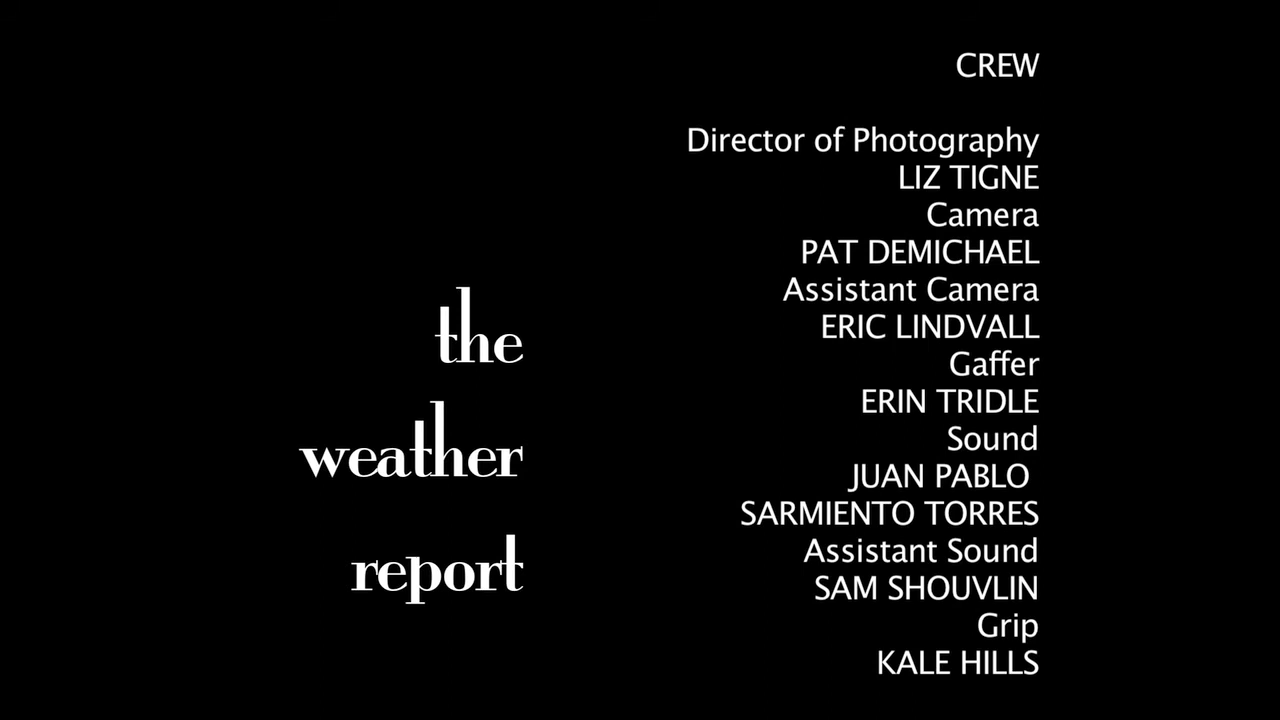 the
weather
report
CREW
Director of Photography
LIZ TIGNE
Camera
PAT DEMICHAEL
Assistant Camera
ERIC LINDVALL
Gaffer
ERIN TRIDLE
Sound
JUAN PABLO
SARMIENTO TORRES
Assistant Sound
SAM SHOUVLIN
Grip
KALE HILLS